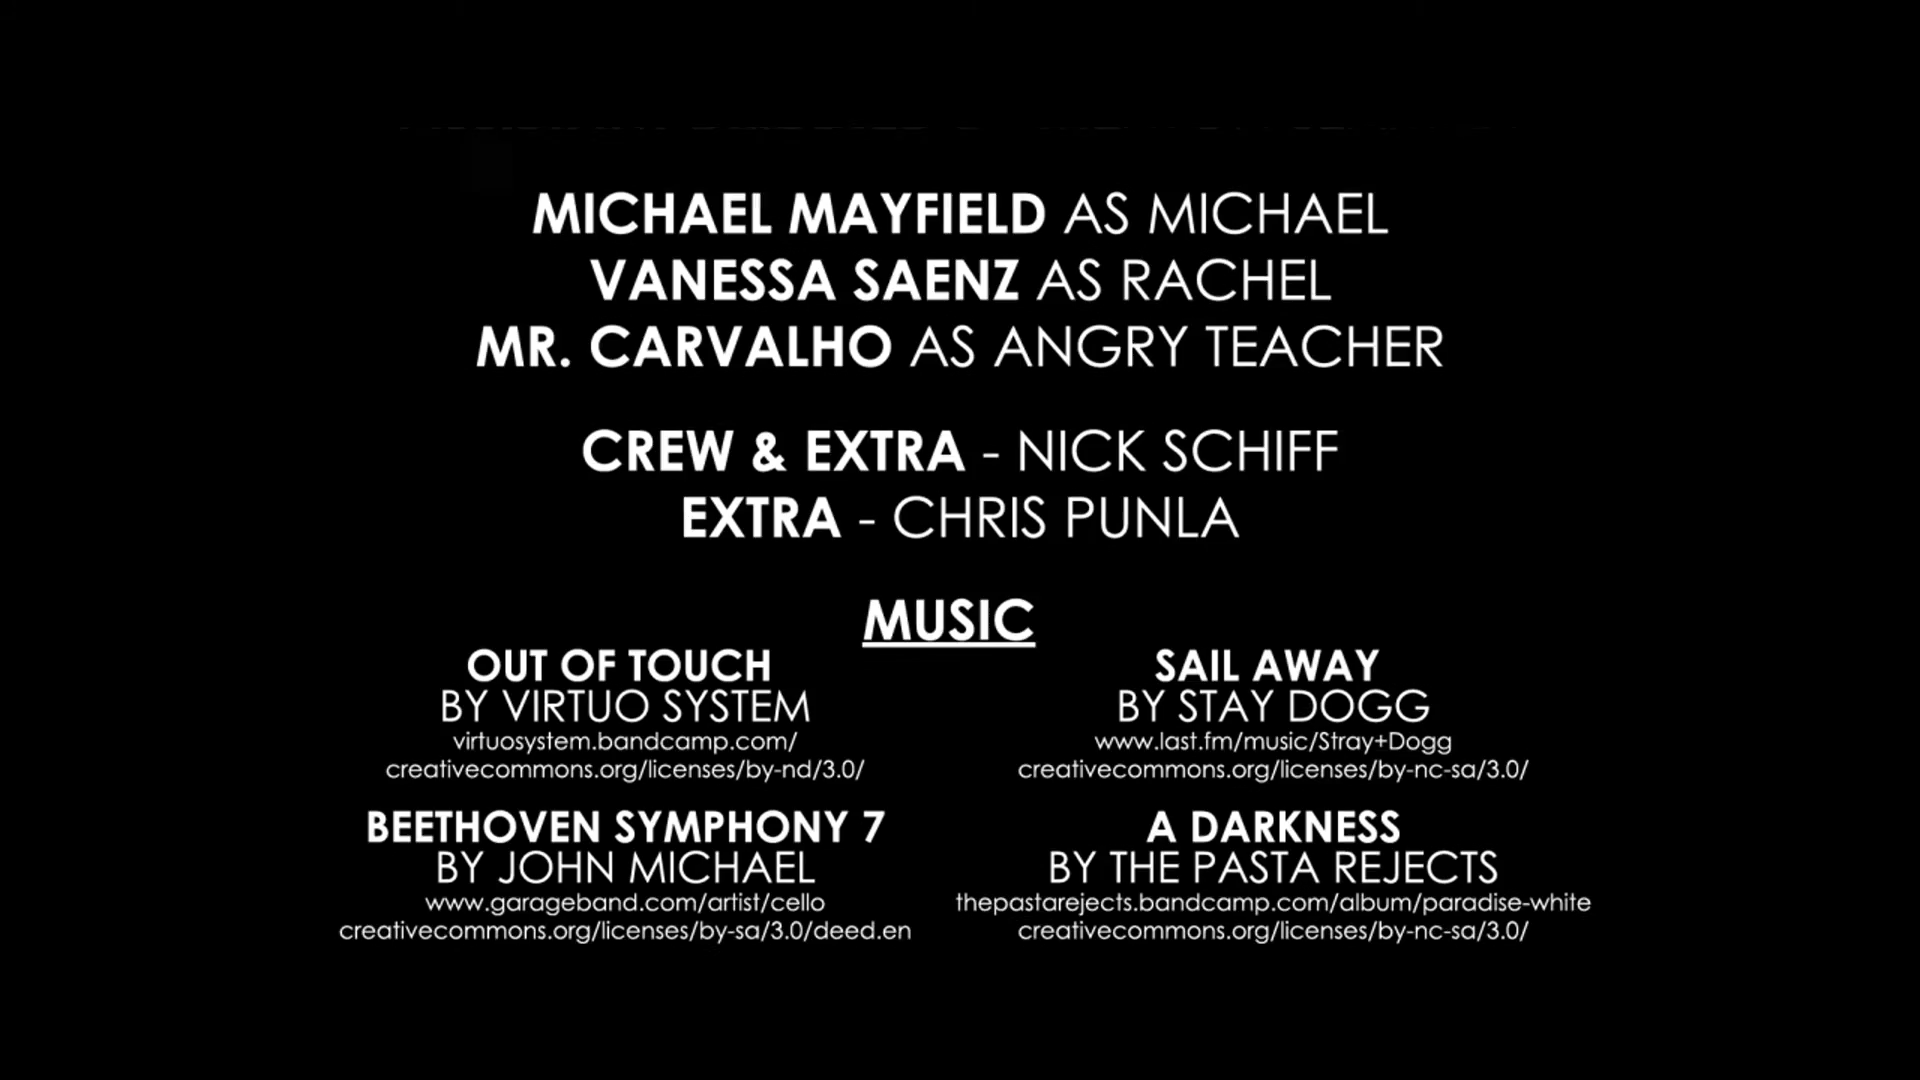 MICHAEL MAYFIELD AS MICHAEL
VANESSA SAENZ AS RACHEL
MR. CARVALHO AS ANGRY TEACHER
CREW & EXTRA - NICK SCHIFF
EXTRA - CHRIS PUNLA
MUSIC
OUT OF TOUCH
BY VIRTUO SYSTEM
virtuosystem.bandcamp.com/
creativecommons.org/licenses/by-nd/3.0/
SAIL AWAY
BY STAY DOGG
www.last.fm/music/Stray+Dogg
creativecommons.org/licenses/by-nc-sa/3.0/
BEETHOVEN SYMPHONY 7
BY JOHN MICHAEL
www.garageband.com/artist/cello
creativecommons.org/licenses/by-sa/3.0/deed.en
A DARKNESS
BY THE PASTA REJECTS
thepastarejects.bandcamp.com/album/paradise-white
creativecommons.org/licenses/by-nc-sa/3.0/